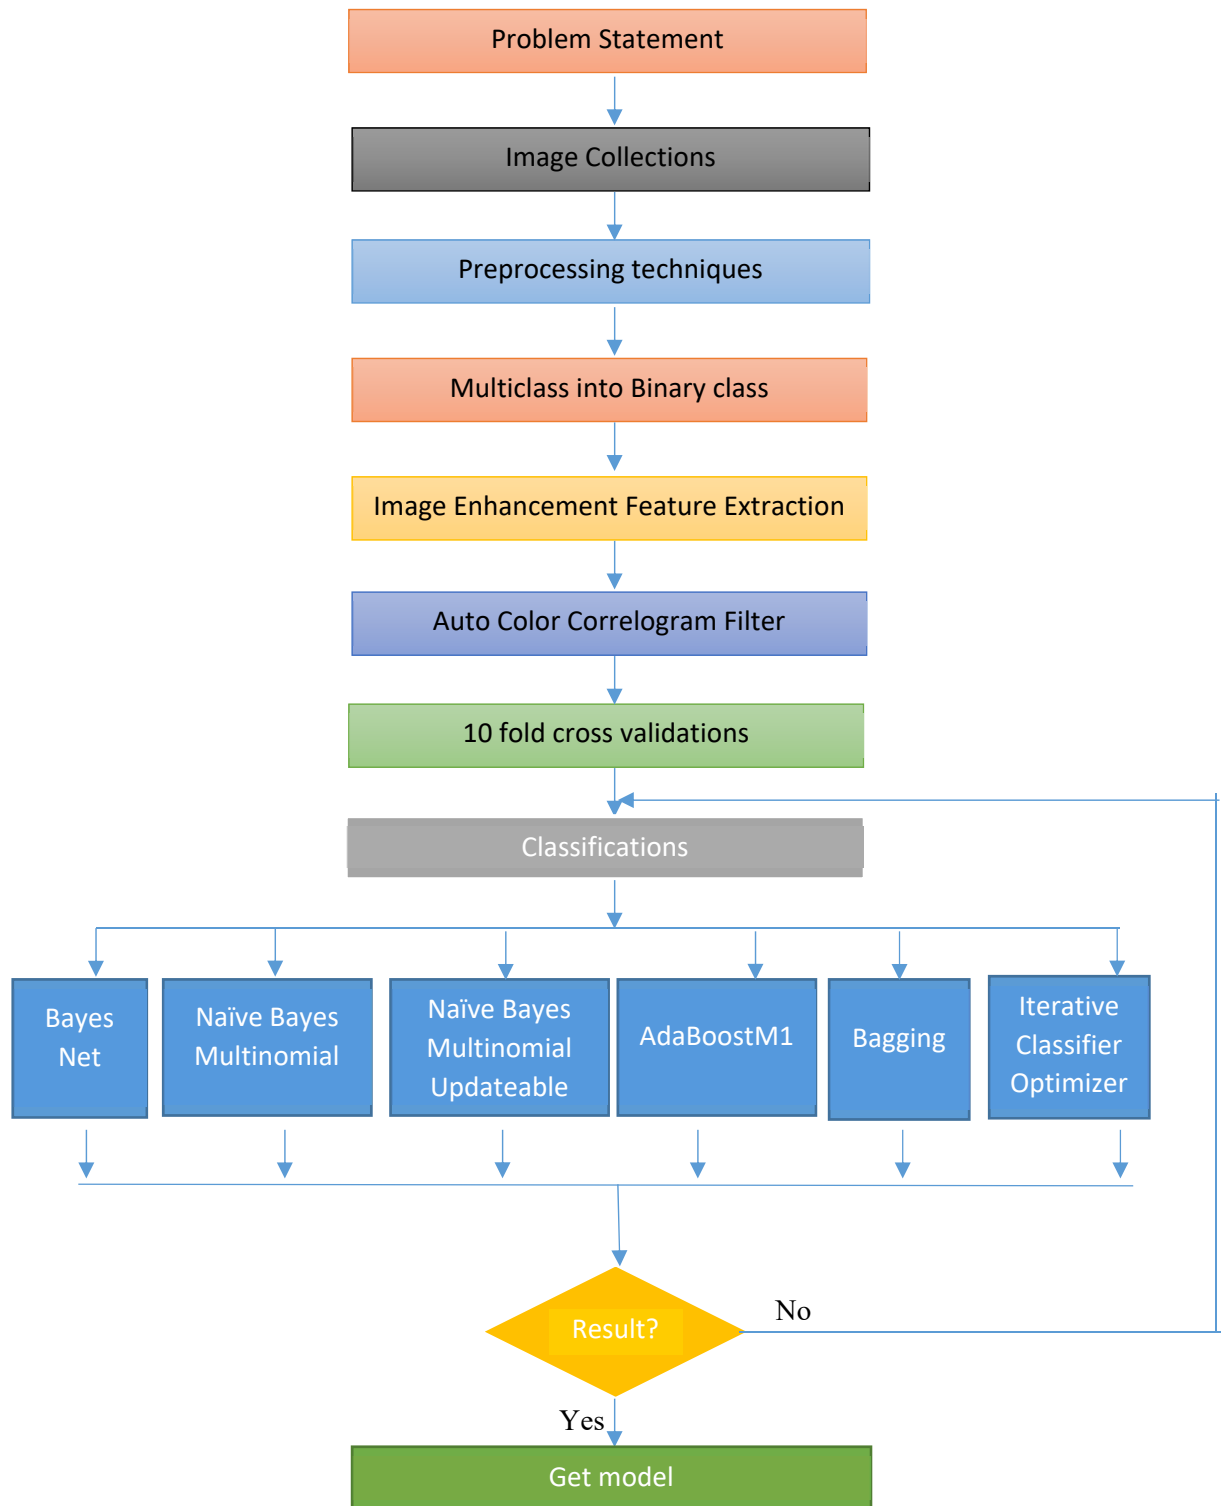 Problem Statement
Image Collections
Preprocessing techniques
Multiclass into Binary class
Image Enhancement Feature Extraction
Auto Color Correlogram Filter
10 fold cross validations
Classifications
Bayes
Net
Naïve Bayes
Multinomial
Naïve Bayes
Multinomial
Updateable
AdaBoostM1
Bagging
Iterative
Classifier
Optimizer
Result?
No
Yes
Get model